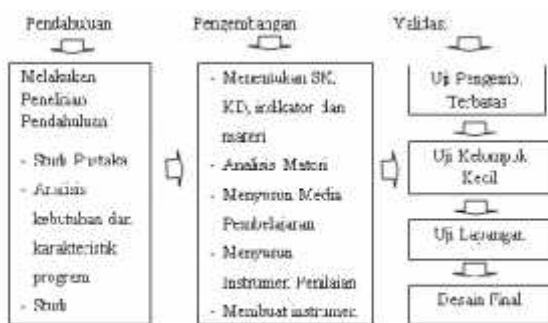 Pendahuluan
Pengembangan
Validasi
Melakukan
Penelitian
Pendahuluan
- Studi Pustaka
- Analisis
kebutuhan dan
karakteristik
program
- Studi
- Menentukan SK,
KD, indikator dan
materi
- Analisis Materi
- Menyusun Media
Pembelajaran
- Menyusun
Instrumen Penilaian
- Membuat instrumen
Uji Pengemb.
Terbatas
Uji Kelompok
Kecil
Uji Lapangan
Desain Final